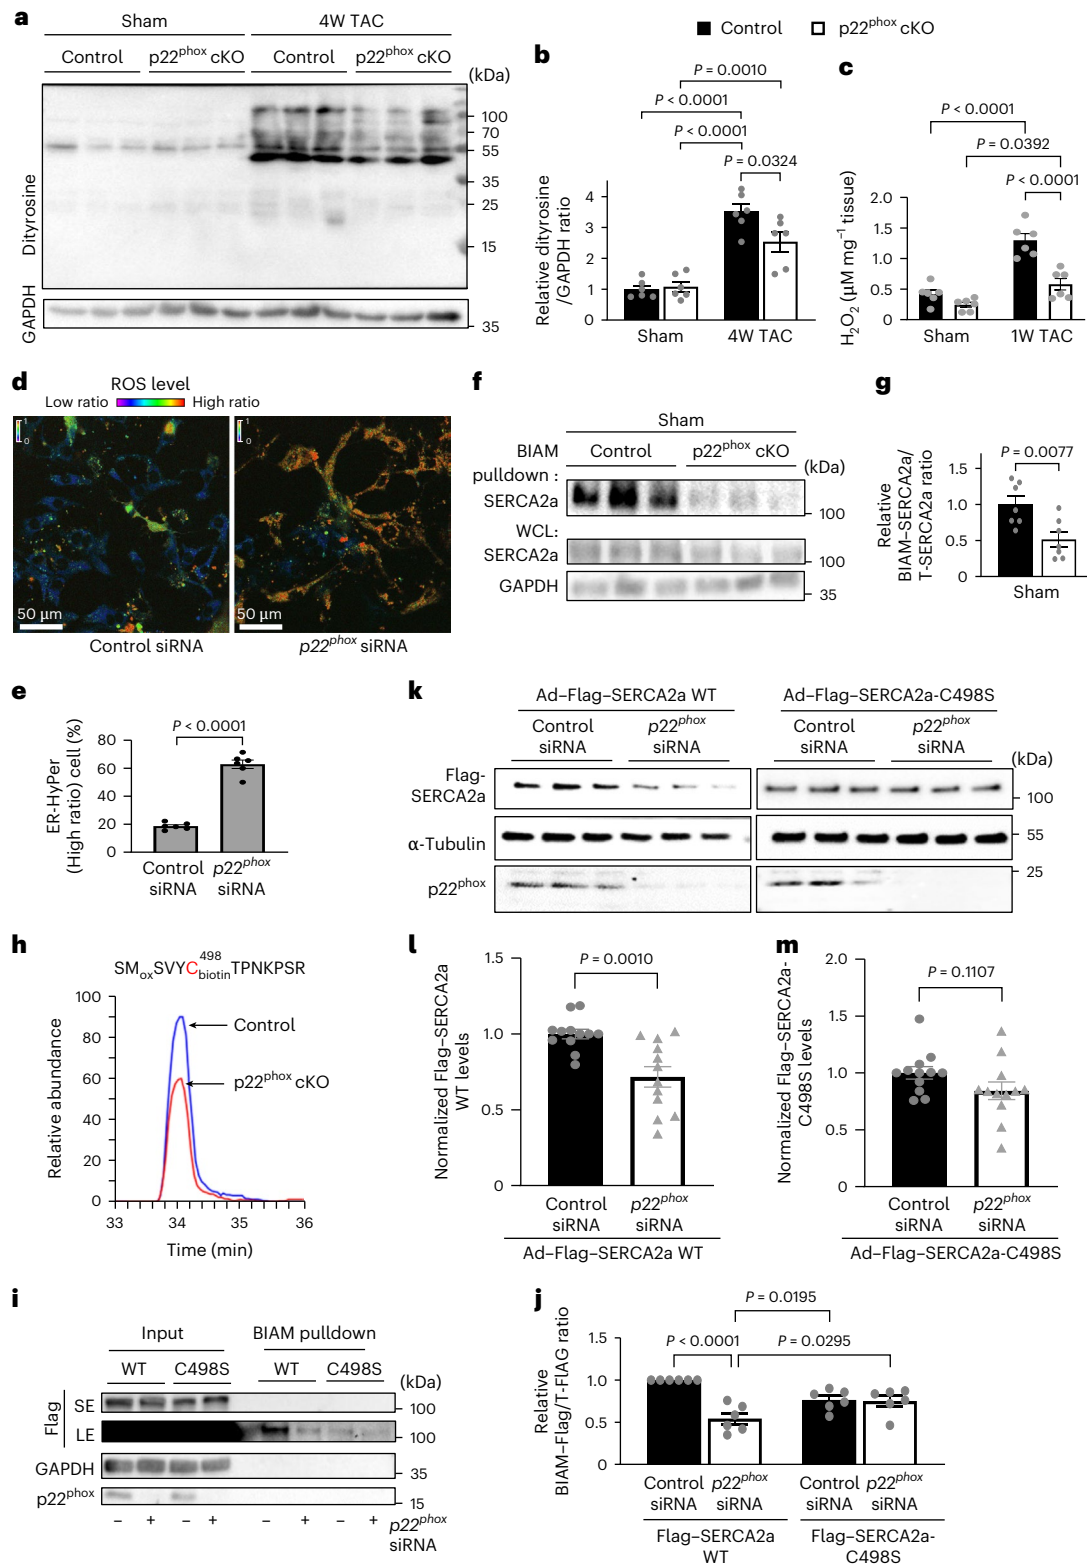 a
Sham
4W TAC
Control
p22phox cKO
Control
p22phox cKO
(kDa)
100
70
55
35
25
15
Dityrosine
GAPDH
35
Control
p22phox cKO
b
P = 0.0010
P < 0.0001
P < 0.0001
P = 0.0324
Relative dityrosine
/GAPDH ratio
4
3
2
1
0
Sham
4W TAC
c
P < 0.0001
P = 0.0392
P < 0.0001
H2O2 (μM mg−1 tissue)
2.0
1.5
1.0
0.5
0
Sham
1W TAC
d
ROS level
Low ratio
High ratio
1
0
1
0
50 μm
50 μm
Control siRNA
p22phox siRNA
e
P < 0.0001
ER-HyPer
(High ratio) cell (%)
80
60
40
20
0
Control
siRNA
p22phox
siRNA
f
Sham
BIAM
pulldown :
Control
p22phox cKO
(kDa)
SERCA2a
100
WCL:
SERCA2a
100
GAPDH
35
g
P = 0.0077
Relative
BIAM–SERCA2a/
T-SERCA2a ratio
1.5
1.0
0.5
0
Sham
h
SMoxSVYC498biotinTPNKPSR
Relative abundance
100
80
60
40
20
0
Control
p22phox cKO
33
34
35
36
Time (min)
k
Ad–Flag–SERCA2a WT
Ad–Flag–SERCA2a-C498S
Control
siRNA
p22phox
siRNA
Control
siRNA
p22phox
siRNA
(kDa)
Flag-
SERCA2a
100
α-Tubulin
55
p22phox
25
l
P = 0.0010
Normalized Flag–SERCA2a
WT levels
1.5
1.0
0.5
0
Control
siRNA
p22phox
siRNA
Ad–Flag–SERCA2a WT
m
P = 0.1107
Normalized Flag–SERCA2a-
C498S levels
2.0
1.5
1.0
0.5
0
Control
siRNA
p22phox
siRNA
Ad–Flag–SERCA2a-C498S
i
Input
BIAM pulldown
WT
C498S
WT
C498S
(kDa)
Flag
SE
100
LE
100
GAPDH
35
p22phox
15
– + – + – + – + p22phox
siRNA
j
P = 0.0195
P < 0.0001
P = 0.0295
Relative
BIAM–Flag/T-FlAG ratio
1.5
1.0
0.5
0
Control
siRNA
p22phox
siRNA
Control
siRNA
p22phox
siRNA
Flag–SERCA2a
WT
Flag–SERCA2a-
C498S